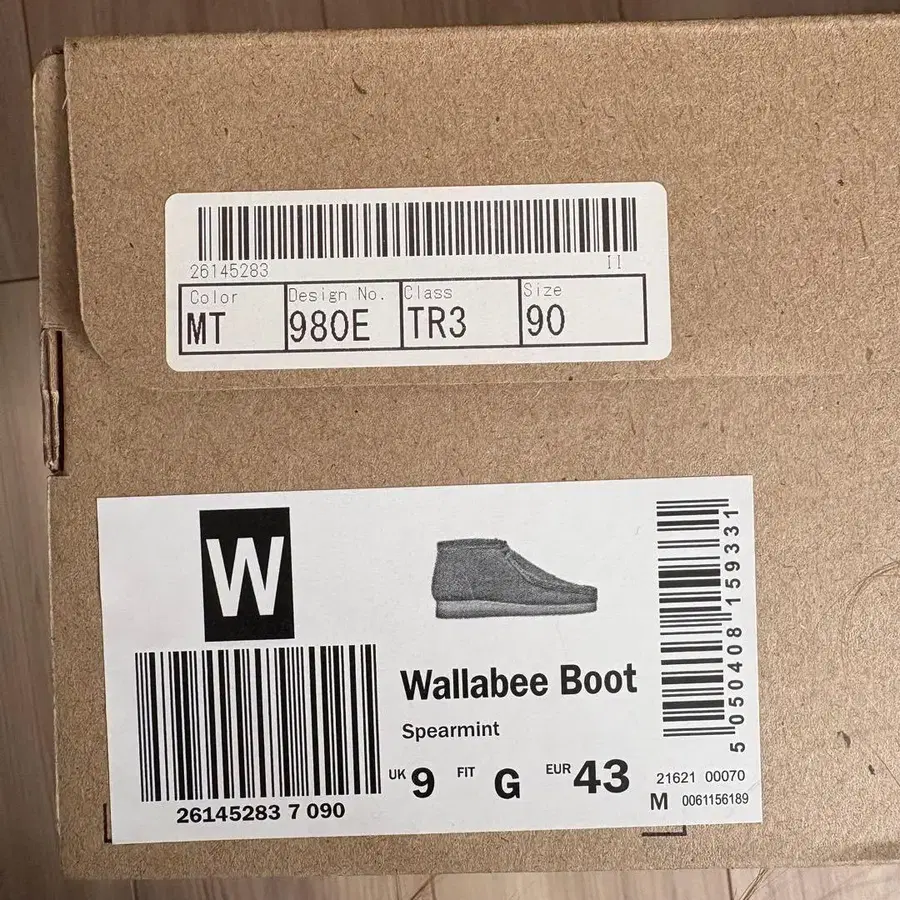 26145283 11
Color Design No. Class Size
MT 980E TR3 90
W
Wallabee Boot
Spearmint
UK 9 FIT G EUR 43
26145283 7 090
5 050408 159331
21621 00070
M 0061156189